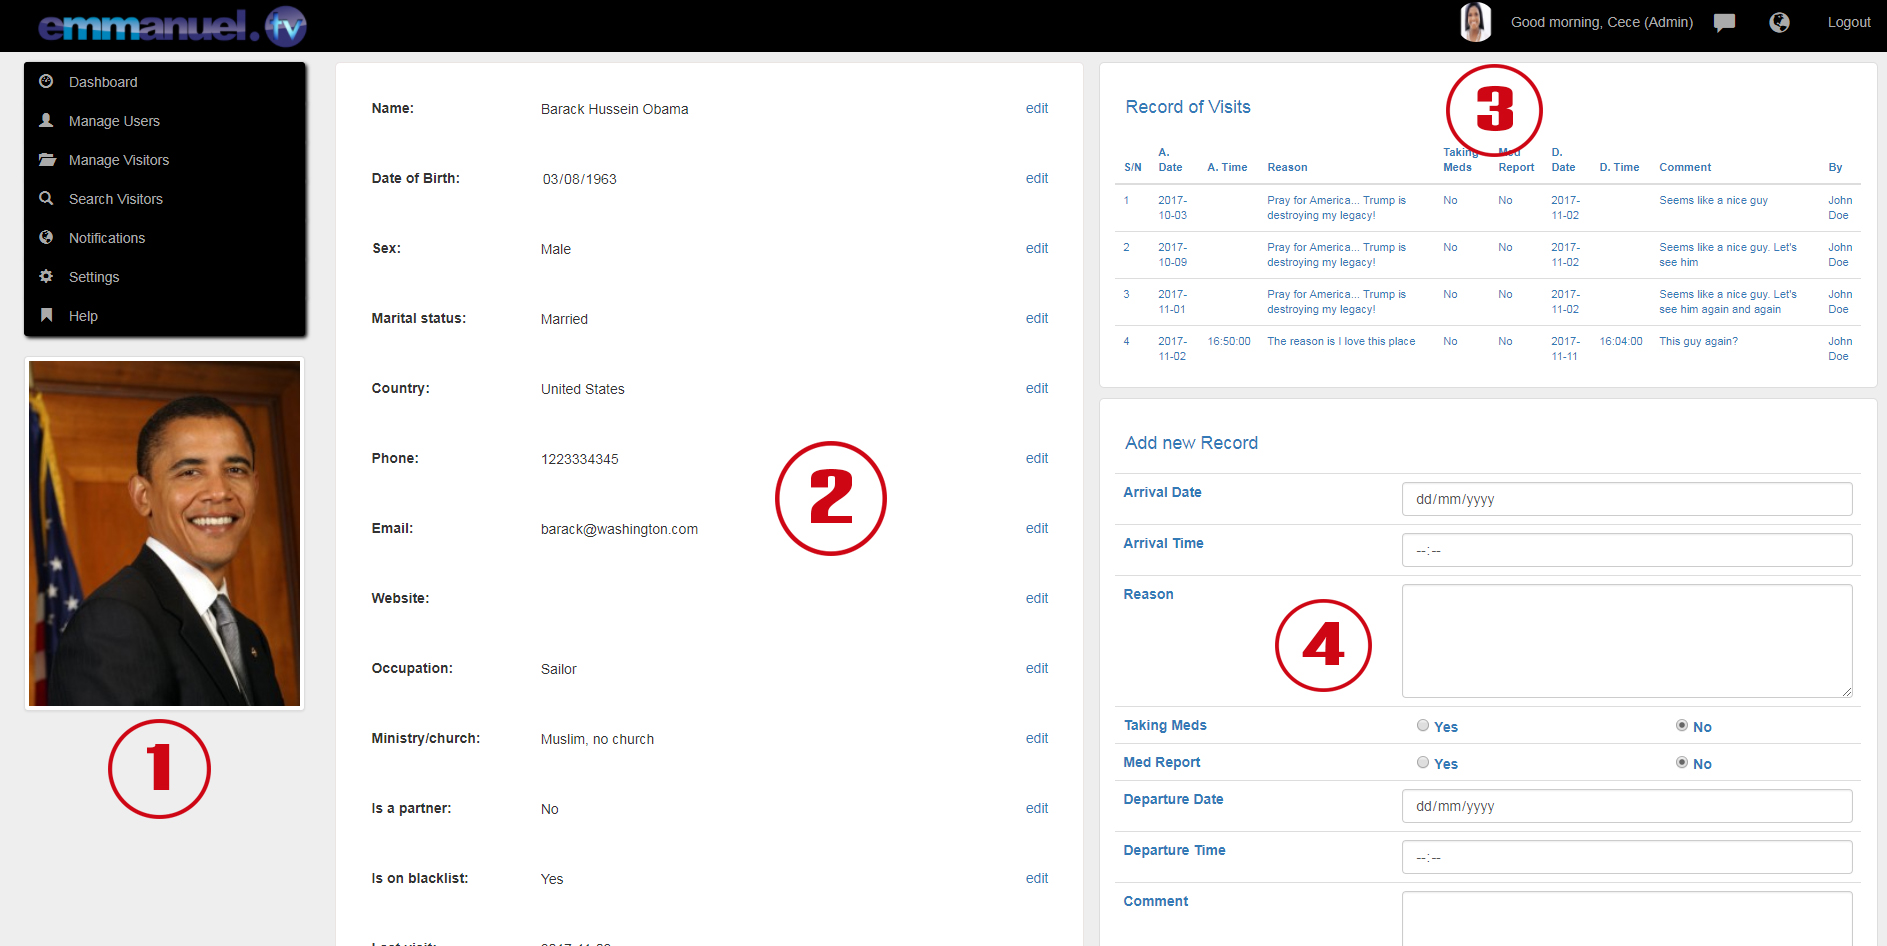 emmanuel.tv
Good morning, Cece (Admin)
Logout
Dashboard
Manage Users
Manage Visitors
Search Visitors
Notifications
Settings
Help
1
Name: Barack Hussein Obama edit
Date of Birth: 03/08/1963 edit
Sex: Male edit
Marital status: Married edit
Country: United States edit
Phone: 1223334345 edit
Email: barack@washington.com edit
2
Website: edit
Occupation: Sailor edit
Ministry/church: Muslim, no church edit
Is a partner: No edit
Is on blacklist: Yes edit
Record of Visits
3
S/N A. Date A. Time Reason Taking Meds Med Report D. Date D. Time Comment By
1 2017-10-03 Pray for America... Trump is destroying my legacy! No No 2017-11-02 Seems like a nice guy John Doe
2 2017-10-09 Pray for America... Trump is destroying my legacy! No No 2017-11-02 Seems like a nice guy. Let's see him John Doe
3 2017-11-01 Pray for America... Trump is destroying my legacy! No No 2017-11-02 Seems like a nice guy. Let's see him again and again John Doe
4 2017-11-02 16:50:00 The reason is I love this place No No 2017-11-11 16:04:00 This guy again? John Doe
Add new Record
Arrival Date dd/mm/yyyy
Arrival Time --:--
Reason
4
Taking Meds Yes No
Med Report Yes No
Departure Date dd/mm/yyyy
Departure Time --:--
Comment